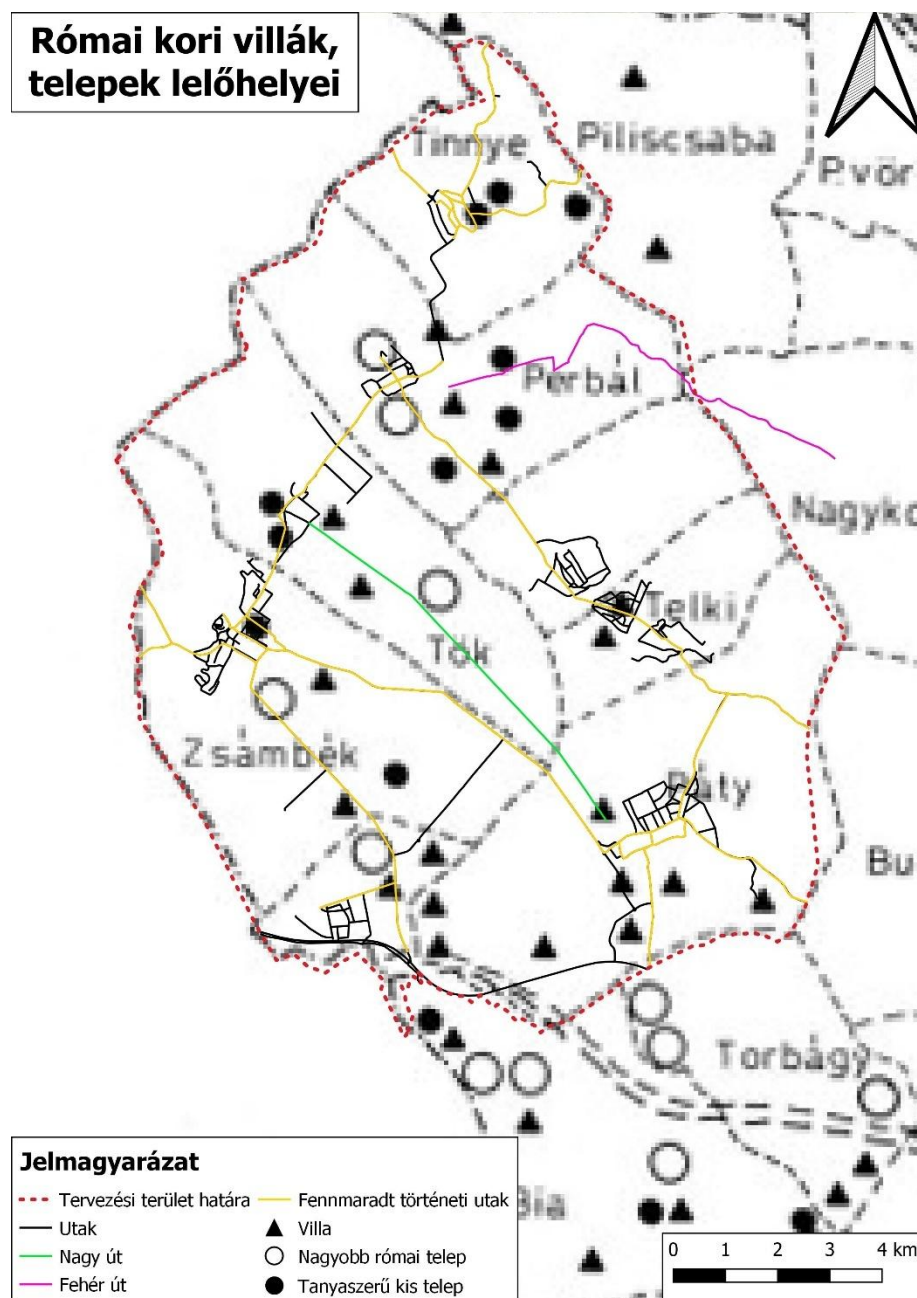 Római kori villák,
telepek lelőhelyei
Tinnye
Piliscsaba
P.vör
Perbál
Nagyko
Telki
Tök
Zsámbék
Páty
Bu
Torbágy
Bia
Jelmagyarázat
Tervezési terület határa
Fennmaradt történeti utak
Utak
Villa
Nagy út
Nagyobb római telep
Fehér út
Tanyaszerű kis telep
0 1 2 3 4 km